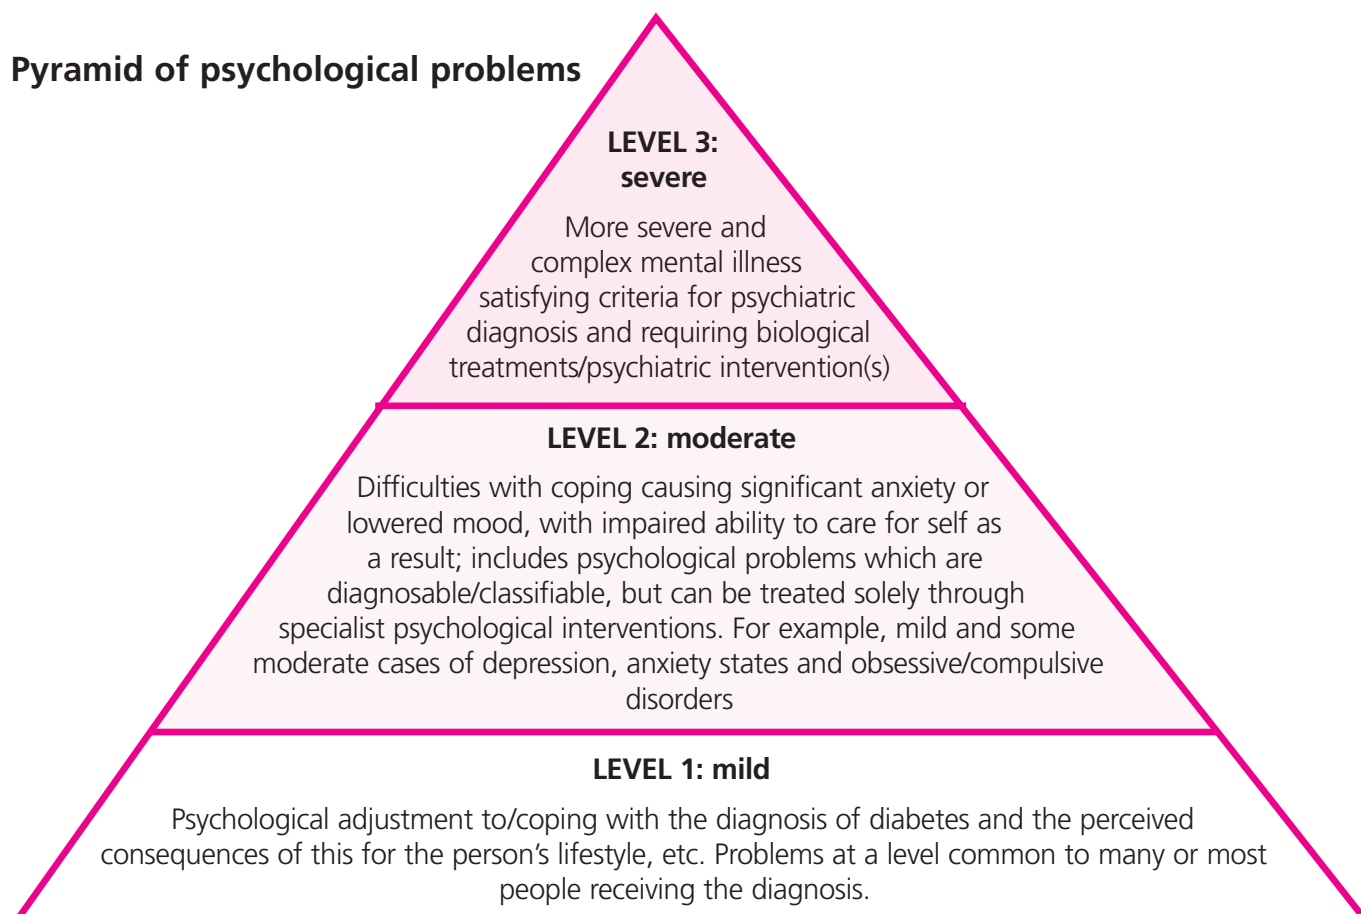 Pyramid of psychological problems
LEVEL 3:
severe
More severe and
complex mental illness
satisfying criteria for psychiatric
diagnosis and requiring biological
treatments/psychiatric intervention(s)
LEVEL 2: moderate
Difficulties with coping causing significant anxiety or
lowered mood, with impaired ability to care for self as
a result; includes psychological problems which are
diagnosable/classifiable, but can be treated solely through
specialist psychological interventions. For example, mild and some
moderate cases of depression, anxiety states and obsessive/compulsive
disorders
LEVEL 1: mild
Psychological adjustment to/coping with the diagnosis of diabetes and the perceived
consequences of this for the person’s lifestyle, etc. Problems at a level common to many or most
people receiving the diagnosis.